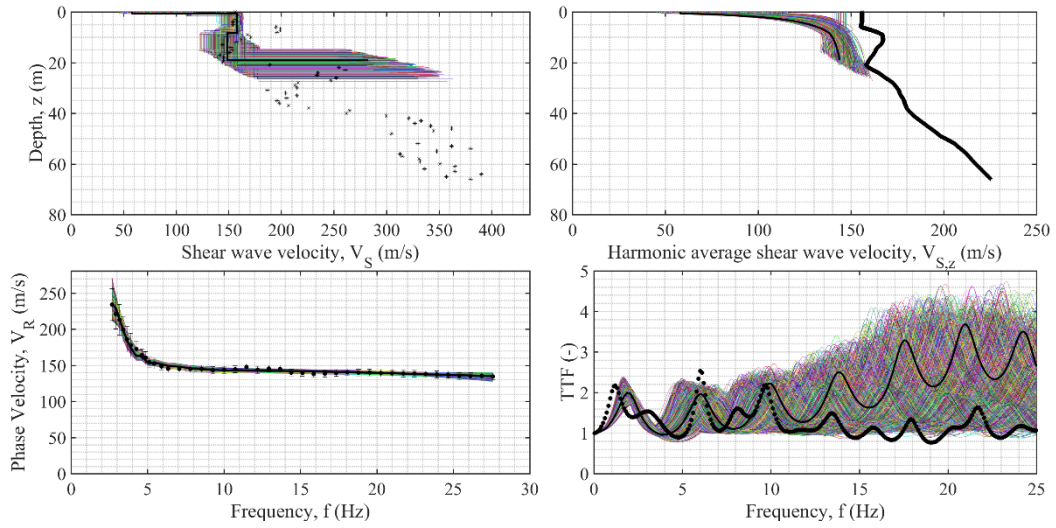 0
20
40
60
80
Depth, z (m)
0 50 100 150 200 250 300 350 400
Shear wave velocity, V_S (m/s)
0
20
40
60
80
50 100 150 200 250
Harmonic average shear wave velocity, V_S,z (m/s)
250
200
150
100
50
0
Phase Velocity, V_R (m/s)
0 5 10 15 20 25 30
Frequency, f (Hz)
5
4
3
2
1
0
TTF (-)
0 5 10 15 20 25
Frequency, f (Hz)